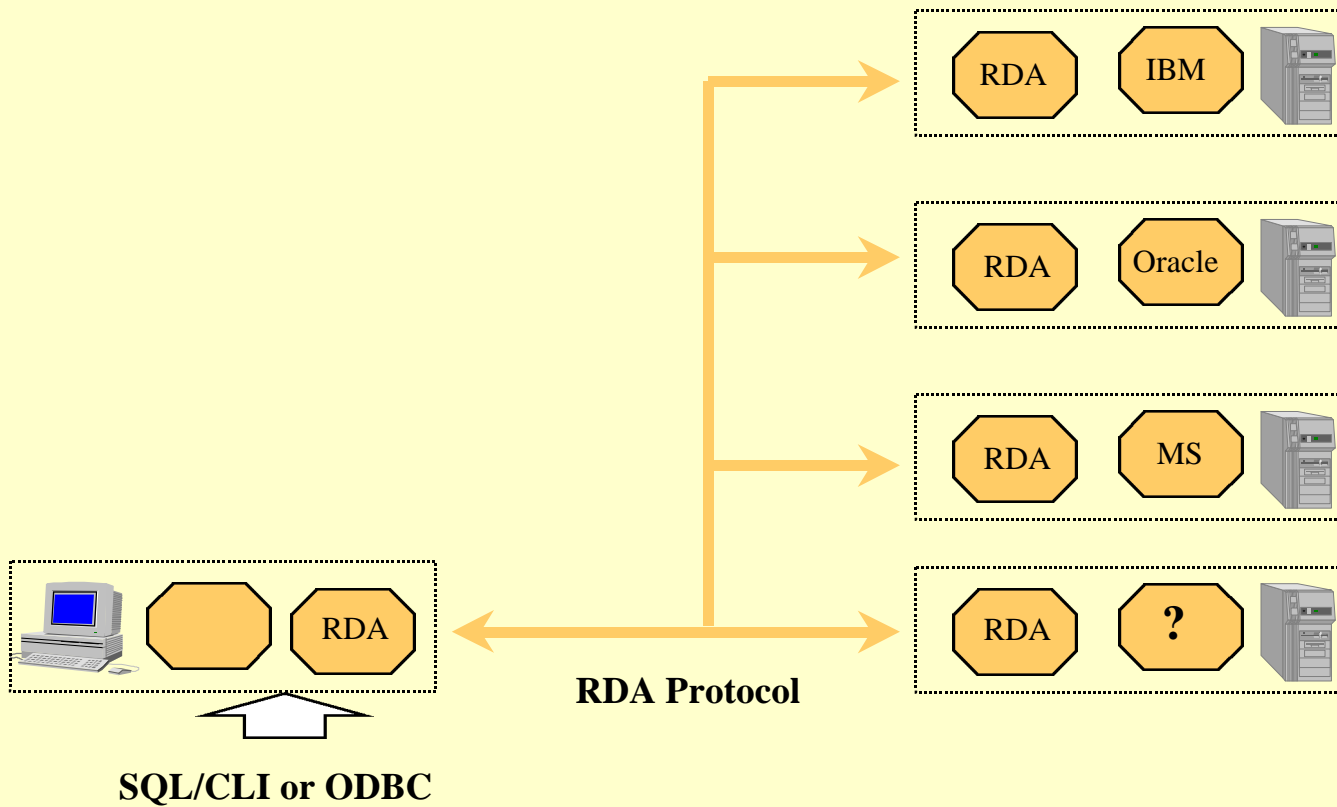 RDA
IBM
RDA
Oracle
RDA
MS
RDA
RDA
?
RDA Protocol
SQL/CLI or ODBC